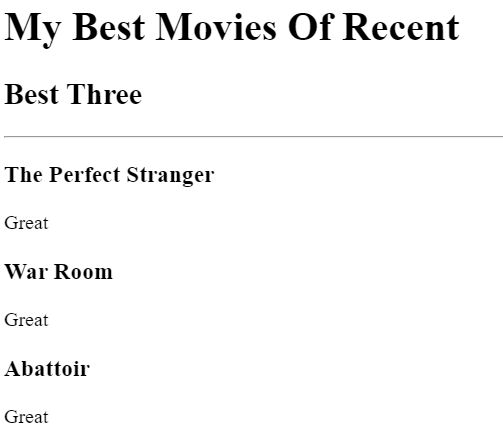 My Best Movies Of Recent
Best Three
The Perfect Stranger
Great
War Room
Great
Abattoir
Great